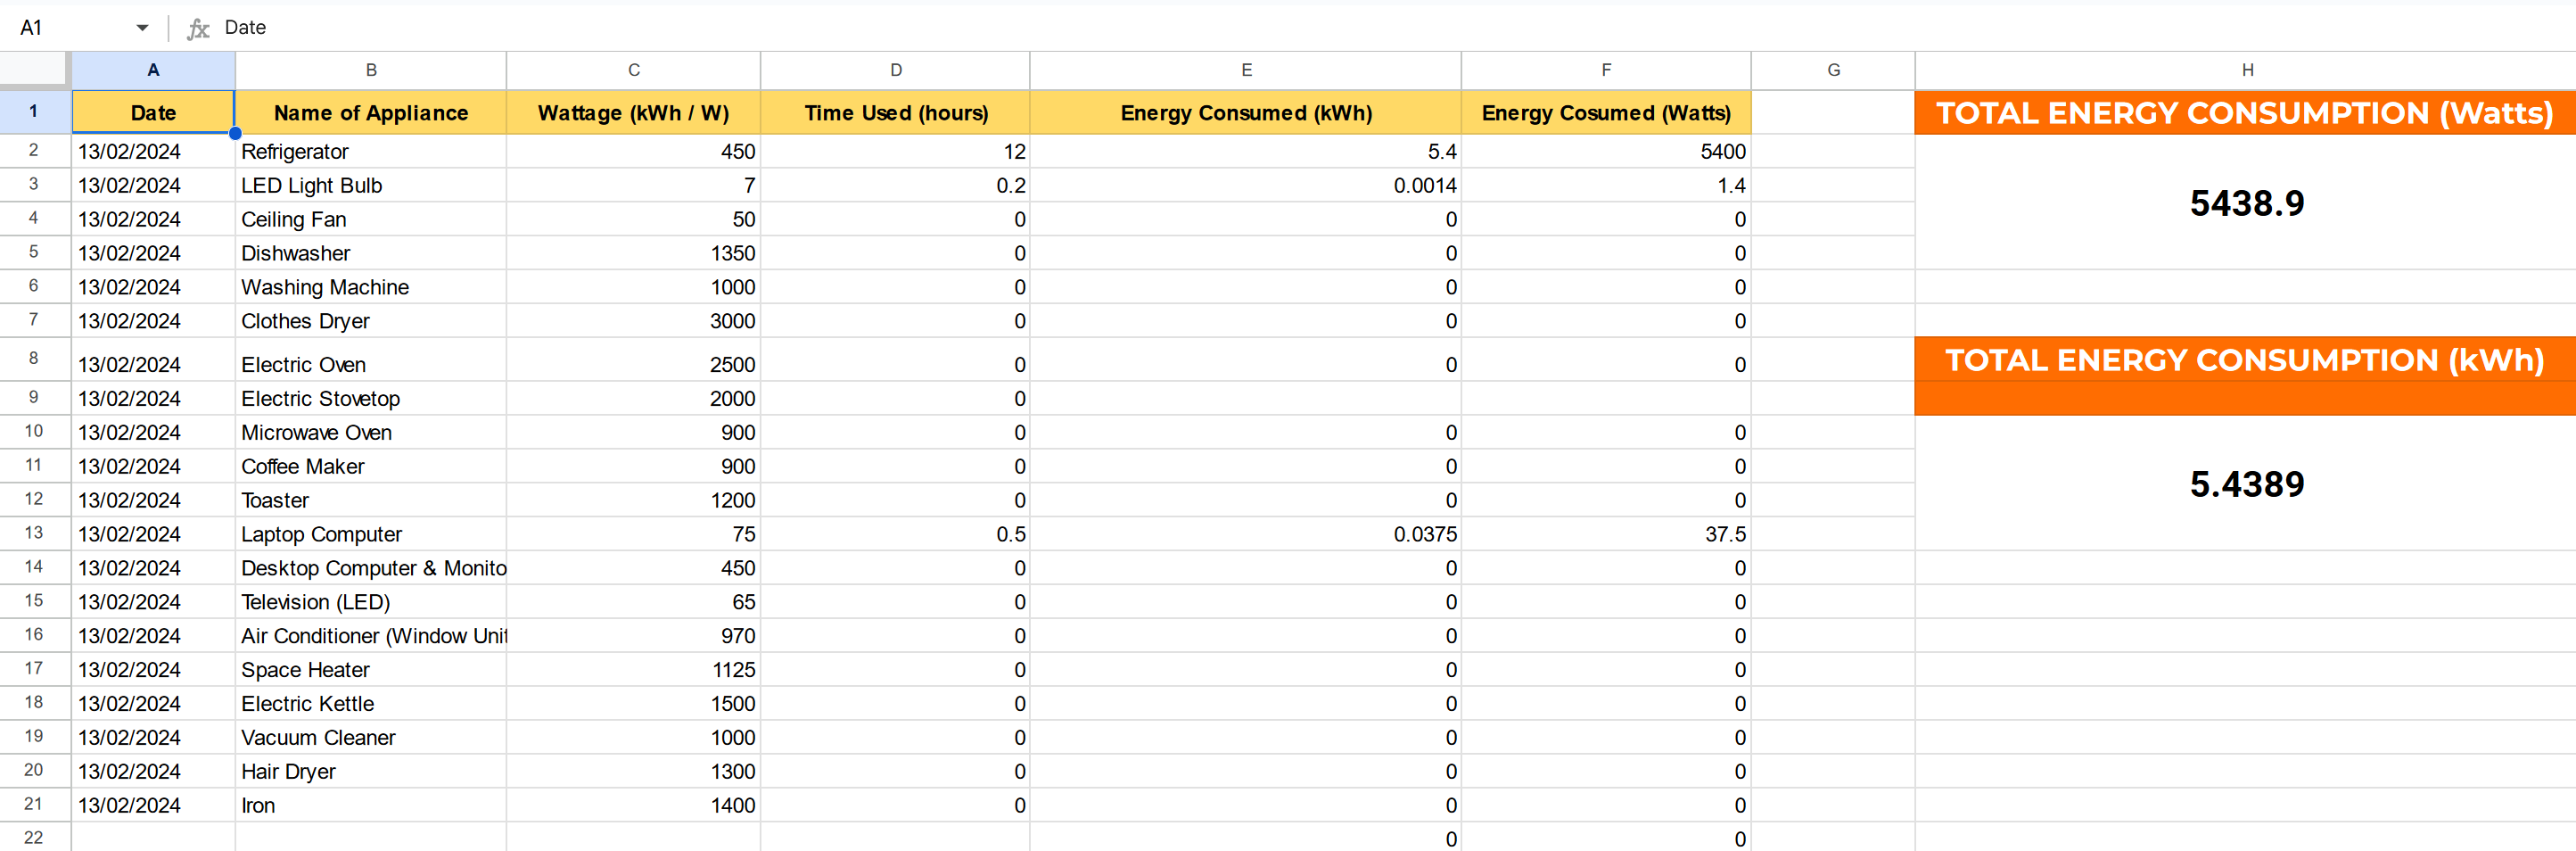 A1 fx Date
A B C D E F G H
1 Date Name of Appliance Wattage (kWh / W) Time Used (hours) Energy Consumed (kWh) Energy Cosumed (Watts) TOTAL ENERGY CONSUMPTION (Watts)
2 13/02/2024 Refrigerator 450 12 5.4 5400
3 13/02/2024 LED Light Bulb 7 0.2 0.0014 1.4
5438.9
4 13/02/2024 Ceiling Fan 50 0 0 0
5 13/02/2024 Dishwasher 1350 0 0 0
6 13/02/2024 Washing Machine 1000 0 0 0
7 13/02/2024 Clothes Dryer 3000 0 0 0
8 13/02/2024 Electric Oven 2500 0 0 0 TOTAL ENERGY CONSUMPTION (kWh)
9 13/02/2024 Electric Stovetop 2000 0
10 13/02/2024 Microwave Oven 900 0 0 0
11 13/02/2024 Coffee Maker 900 0 0 0
5.4389
12 13/02/2024 Toaster 1200 0 0 0
13 13/02/2024 Laptop Computer 75 0.5 0.0375 37.5
14 13/02/2024 Desktop Computer & Monito 450 0 0 0
15 13/02/2024 Television (LED) 65 0 0 0
16 13/02/2024 Air Conditioner (Window Unit 970 0 0 0
17 13/02/2024 Space Heater 1125 0 0 0
18 13/02/2024 Electric Kettle 1500 0 0 0
19 13/02/2024 Vacuum Cleaner 1000 0 0 0
20 13/02/2024 Hair Dryer 1300 0 0 0
21 13/02/2024 Iron 1400 0 0 0
22 0 0